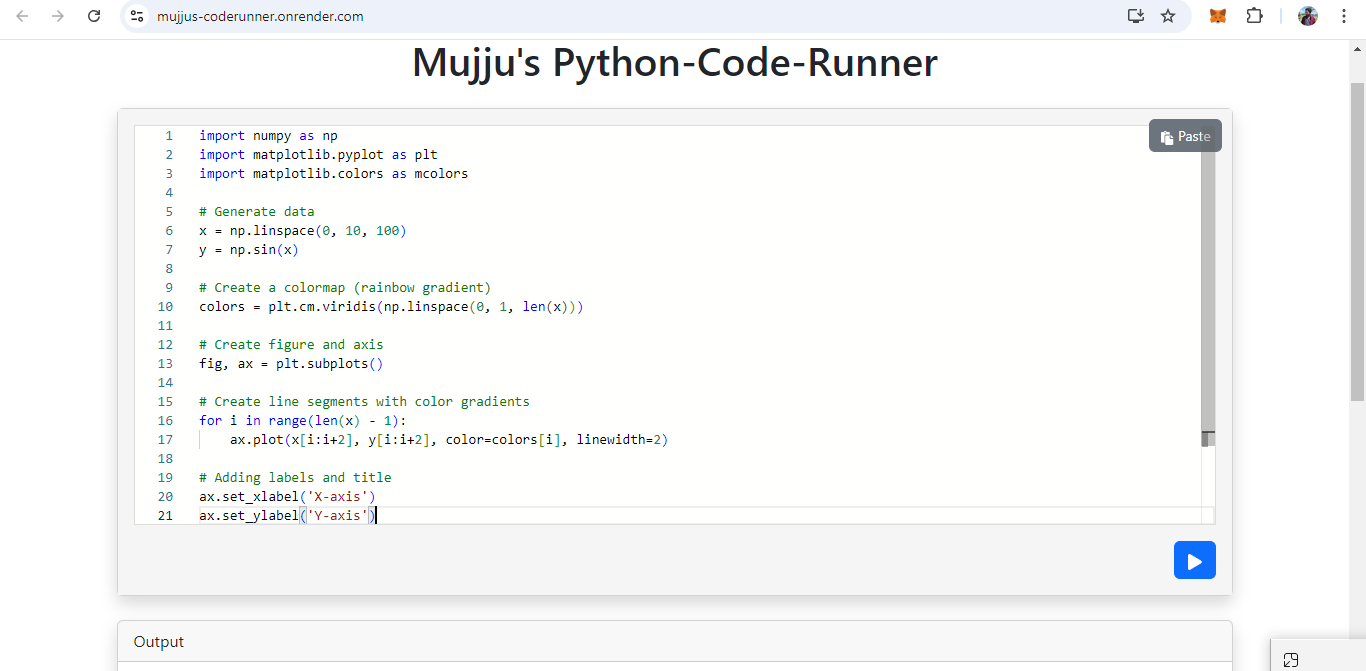 mujjus-coderunner.onrender.com
Mujju's Python-Code-Runner
Paste
1 import numpy as np
2 import matplotlib.pyplot as plt
3 import matplotlib.colors as mcolors
4
5 # Generate data
6 x = np.linspace(0, 10, 100)
7 y = np.sin(x)
8
9 # Create a colormap (rainbow gradient)
10 colors = plt.cm.viridis(np.linspace(0, 1, len(x)))
11
12 # Create figure and axis
13 fig, ax = plt.subplots()
14
15 # Create line segments with color gradients
16 for i in range(len(x) - 1):
17     ax.plot(x[i:i+2], y[i:i+2], color=colors[i], linewidth=2)
18
19 # Adding labels and title
20 ax.set_xlabel('X-axis')
21 ax.set_ylabel('Y-axis')
Output